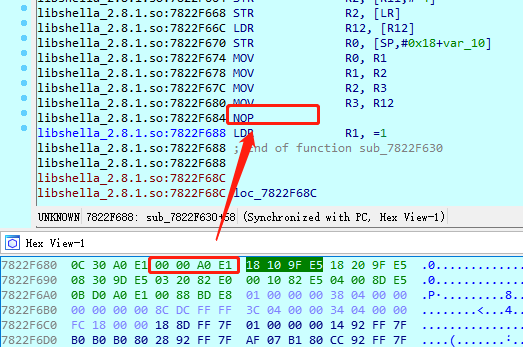 libshella_2.8.1.so:7822F668 STR R2, [LR]
libshella_2.8.1.so:7822F66C LDR R12, [R12]
libshella_2.8.1.so:7822F670 STR R0, [SP,#0x18+var_10]
libshella_2.8.1.so:7822F674 MOV R0, R1
libshella_2.8.1.so:7822F678 MOV R1, R2
libshella_2.8.1.so:7822F67C MOV R2, R3
libshella_2.8.1.so:7822F680 MOV R3, R12
libshella_2.8.1.so:7822F684 NOP
libshella_2.8.1.so:7822F688 LDR R1, =1
libshella_2.8.1.so:7822F688 ; End of function sub_7822F630
libshella_2.8.1.so:7822F688
libshella_2.8.1.so:7822F68C
libshella_2.8.1.so:7822F68C loc_7822F68C
UNKNOWN 7822F688: sub_7822F630+58 (Synchronized with PC, Hex View-1)
Hex View-1
7822F680 0C 30 A0 E1 00 00 A0 E1 18 10 9F E5 18 20 9F E5
7822F690 08 30 9D E5 03 20 82 E0 00 10 82 E5 04 00 8D E5
7822F6A0 0B D0 A0 E1 00 88 BD E8 01 00 00 00 38 04 00 00
7822F6B0 00 00 00 00 8C DC FF 7F 3C 04 00 00 34 04 00 00
7822F6C0 FC 18 00 00 18 8D FF 7F 01 00 00 00 14 92 FF 7F
7822F6D0 B0 B0 B0 80 28 92 FF 7F AF 07 B1 80 CC 92 FF 7F